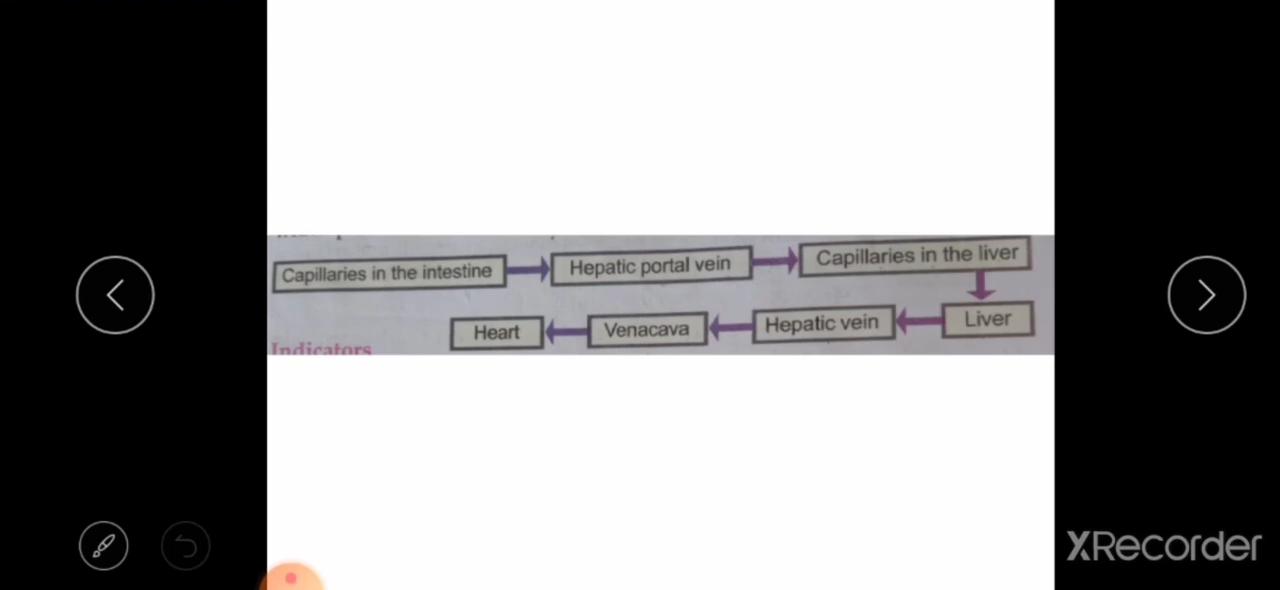 Capillaries in the intestine
Hepatic portal vein
Capillaries in the liver
Liver
Hepatic vein
Venacava
Heart
Indicators
XRecorder